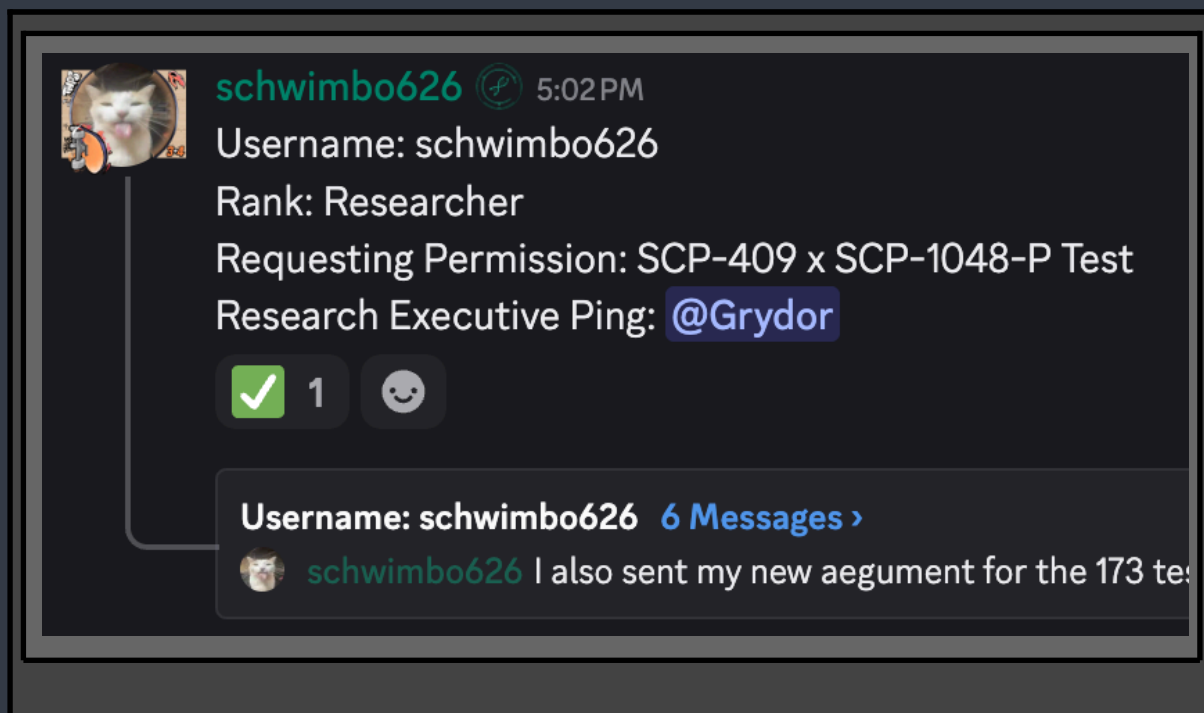 schwimbo626 5:02 PM
Username: schwimbo626
Rank: Researcher
Requesting Permission: SCP-409 x SCP-1048-P Test
Research Executive Ping: @Grydor
1
Username: schwimbo626 6 Messages ›
schwimbo626 I also sent my new aegument for the 173